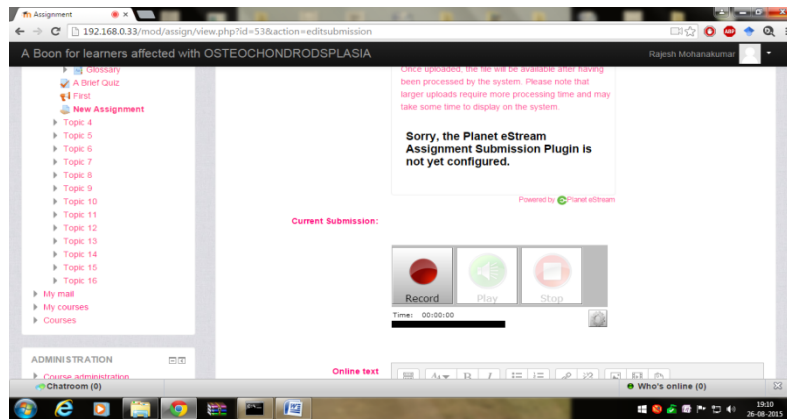 Assignment
192.168.0.33/mod/assign/view.php?id=53&action=editsubmission
A Boon for learners affected with OSTEOCHONDRODSPLASIA
Rajesh Mohanakumar
Glossary
A Brief Quiz
First
New Assignment
Topic 4
Topic 5
Topic 6
Topic 7
Topic 8
Topic 9
Topic 10
Topic 11
Topic 12
Topic 13
Topic 14
Topic 15
Topic 16
My mail
My courses
Courses
ADMINISTRATION
Course administration
Once uploaded, the file will be available after having
been processed by the system. Please note that
larger uploads require more processing time and may
take some time to display on the system.
Sorry, the Planet eStream
Assignment Submission Plugin is
not yet configured.
Powered by Planet eStream
Current Submission:
Record
Play
Stop
Time: 00:00:00
Online text
B I
Chatroom (0)
Who's online (0)
19:10
26-08-2015